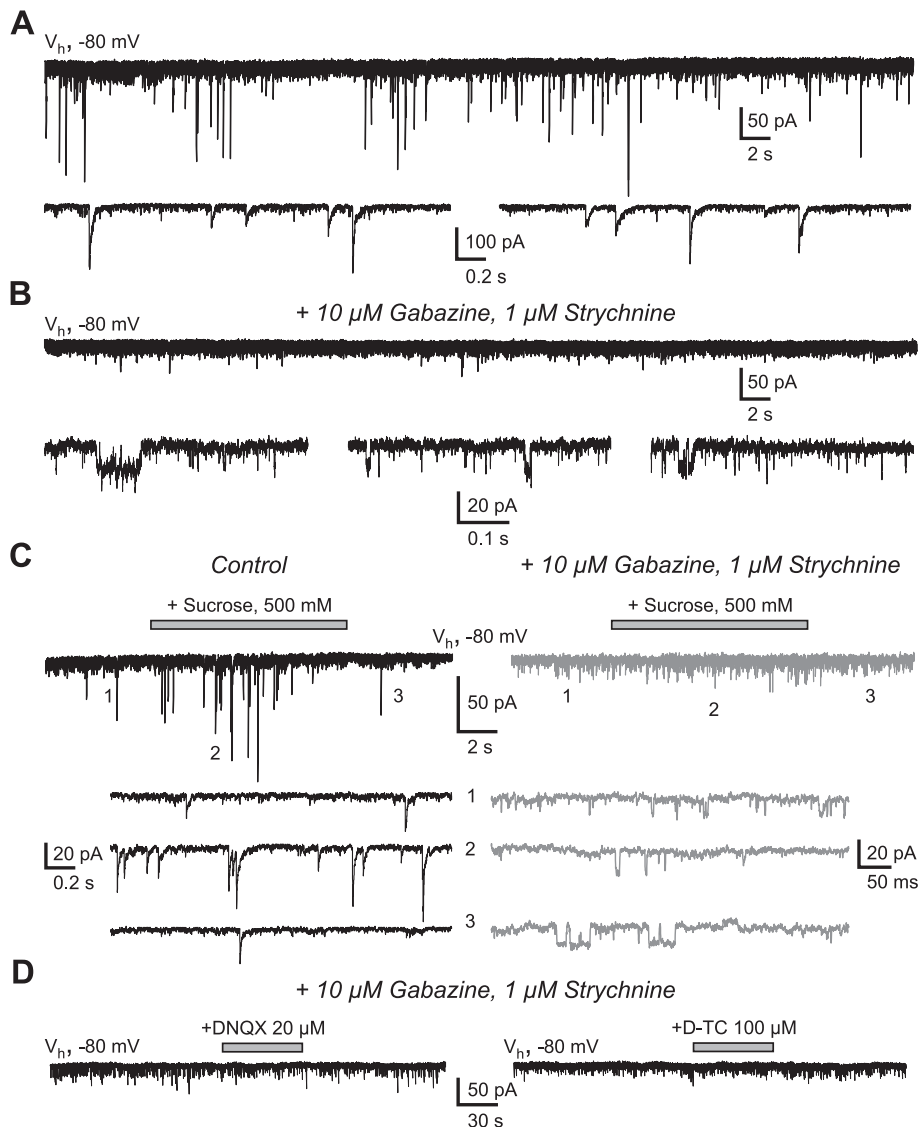 A
Vh, -80 mV
50 pA
2 s
100 pA
0.2 s
B
+ 10 µM Gabazine, 1 µM Strychnine
Vh, -80 mV
50 pA
2 s
20 pA
0.1 s
C
Control
+ 10 µM Gabazine, 1 µM Strychnine
+ Sucrose, 500 mM
+ Sucrose, 500 mM
Vh, -80 mV
1
2
3
50 pA
2 s
1
2
3
1
2
3
20 pA
0.2 s
20 pA
50 ms
D
+ 10 µM Gabazine, 1 µM Strychnine
Vh, -80 mV
+DNQX 20 µM
Vh, -80 mV
+D-TC 100 µM
50 pA
30 s